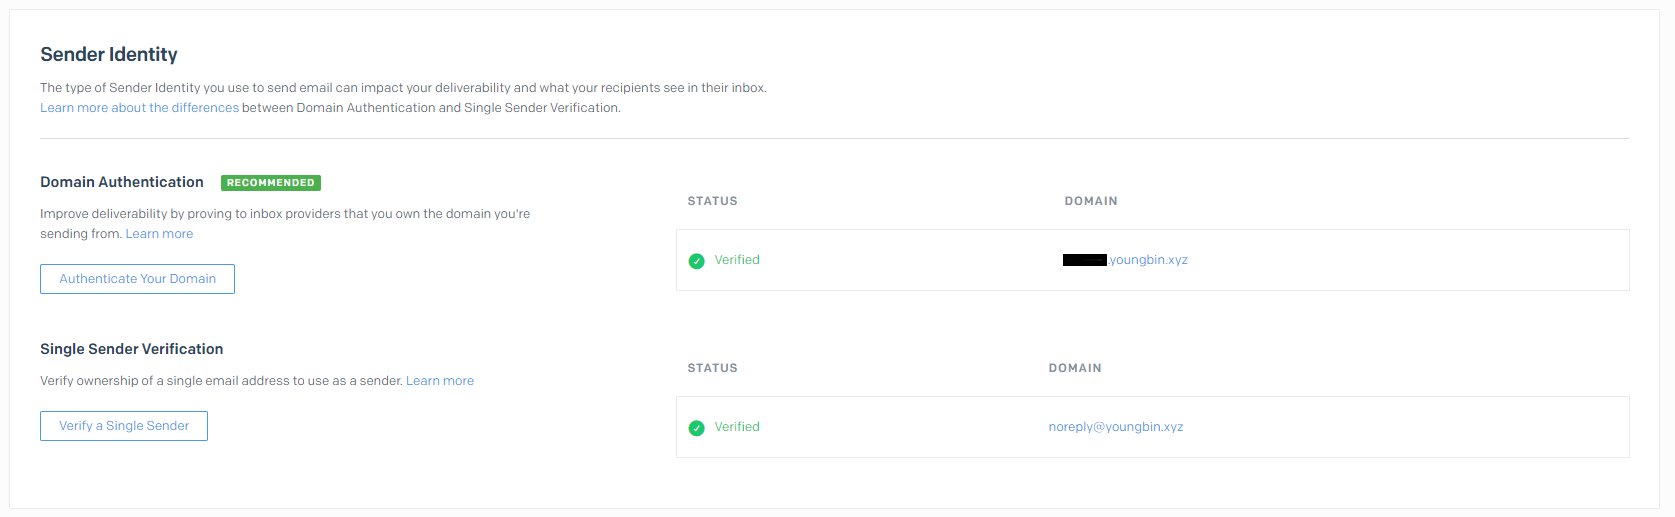 Sender Identity
The type of Sender Identity you use to send email can impact your deliverability and what your recipients see in their inbox.
Learn more about the differences between Domain Authentication and Single Sender Verification.
Domain Authentication RECOMMENDED
Improve deliverability by proving to inbox providers that you own the domain you're
sending from. Learn more
Authenticate Your Domain
STATUS DOMAIN
Verified .youngbin.xyz
Single Sender Verification
Verify ownership of a single email address to use as a sender. Learn more
Verify a Single Sender
STATUS DOMAIN
Verified noreply@youngbin.xyz